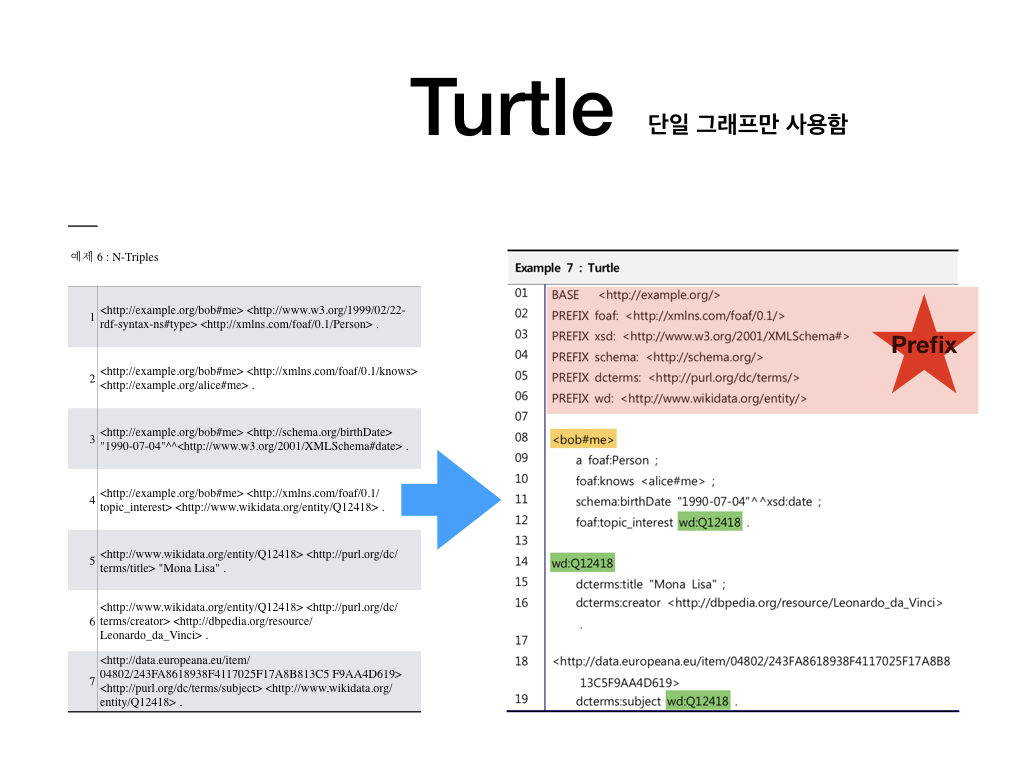 Turtle 단일 그래프만 사용함
예제 6 : N-Triples
1 <http://example.org/bob#me> <http://www.w3.org/1999/02/22-
rdf-syntax-ns#type> <http://xmlns.com/foaf/0.1/Person> .
2 <http://example.org/bob#me> <http://xmlns.com/foaf/0.1/knows>
<http://example.org/alice#me> .
3 <http://example.org/bob#me> <http://schema.org/birthDate>
"1990-07-04"^^<http://www.w3.org/2001/XMLSchema#date> .
4 <http://example.org/bob#me> <http://xmlns.com/foaf/0.1/
topic_interest> <http://www.wikidata.org/entity/Q12418> .
5 <http://www.wikidata.org/entity/Q12418> <http://purl.org/dc/
terms/title> "Mona Lisa" .
6 <http://www.wikidata.org/entity/Q12418> <http://purl.org/dc/
terms/creator> <http://dbpedia.org/resource/
Leonardo_da_Vinci> .
7 <http://data.europeana.eu/item/
04802/243FA8618938F4117025F17A8B813C5 F9AA4D619>
<http://purl.org/dc/terms/subject> <http://www.wikidata.org/
entity/Q12418> .
Example 7 : Turtle
01 BASE <http://example.org/>
02 PREFIX foaf: <http://xmlns.com/foaf/0.1/>
03 PREFIX xsd: <http://www.w3.org/2001/XMLSchema#>
04 PREFIX schema: <http://schema.org/>
05 PREFIX dcterms: <http://purl.org/dc/terms/>
06 PREFIX wd: <http://www.wikidata.org/entity/>
Prefix
07
08 <bob#me>
09 a foaf:Person ;
10 foaf:knows <alice#me> ;
11 schema:birthDate "1990-07-04"^^xsd:date ;
12 foaf:topic_interest wd:Q12418 .
13
14 wd:Q12418
15 dcterms:title "Mona Lisa" ;
16 dcterms:creator <http://dbpedia.org/resource/Leonardo_da_Vinci>
.
17
18 <http://data.europeana.eu/item/04802/243FA8618938F4117025F17A8B8
13C5F9AA4D619>
19 dcterms:subject wd:Q12418 .